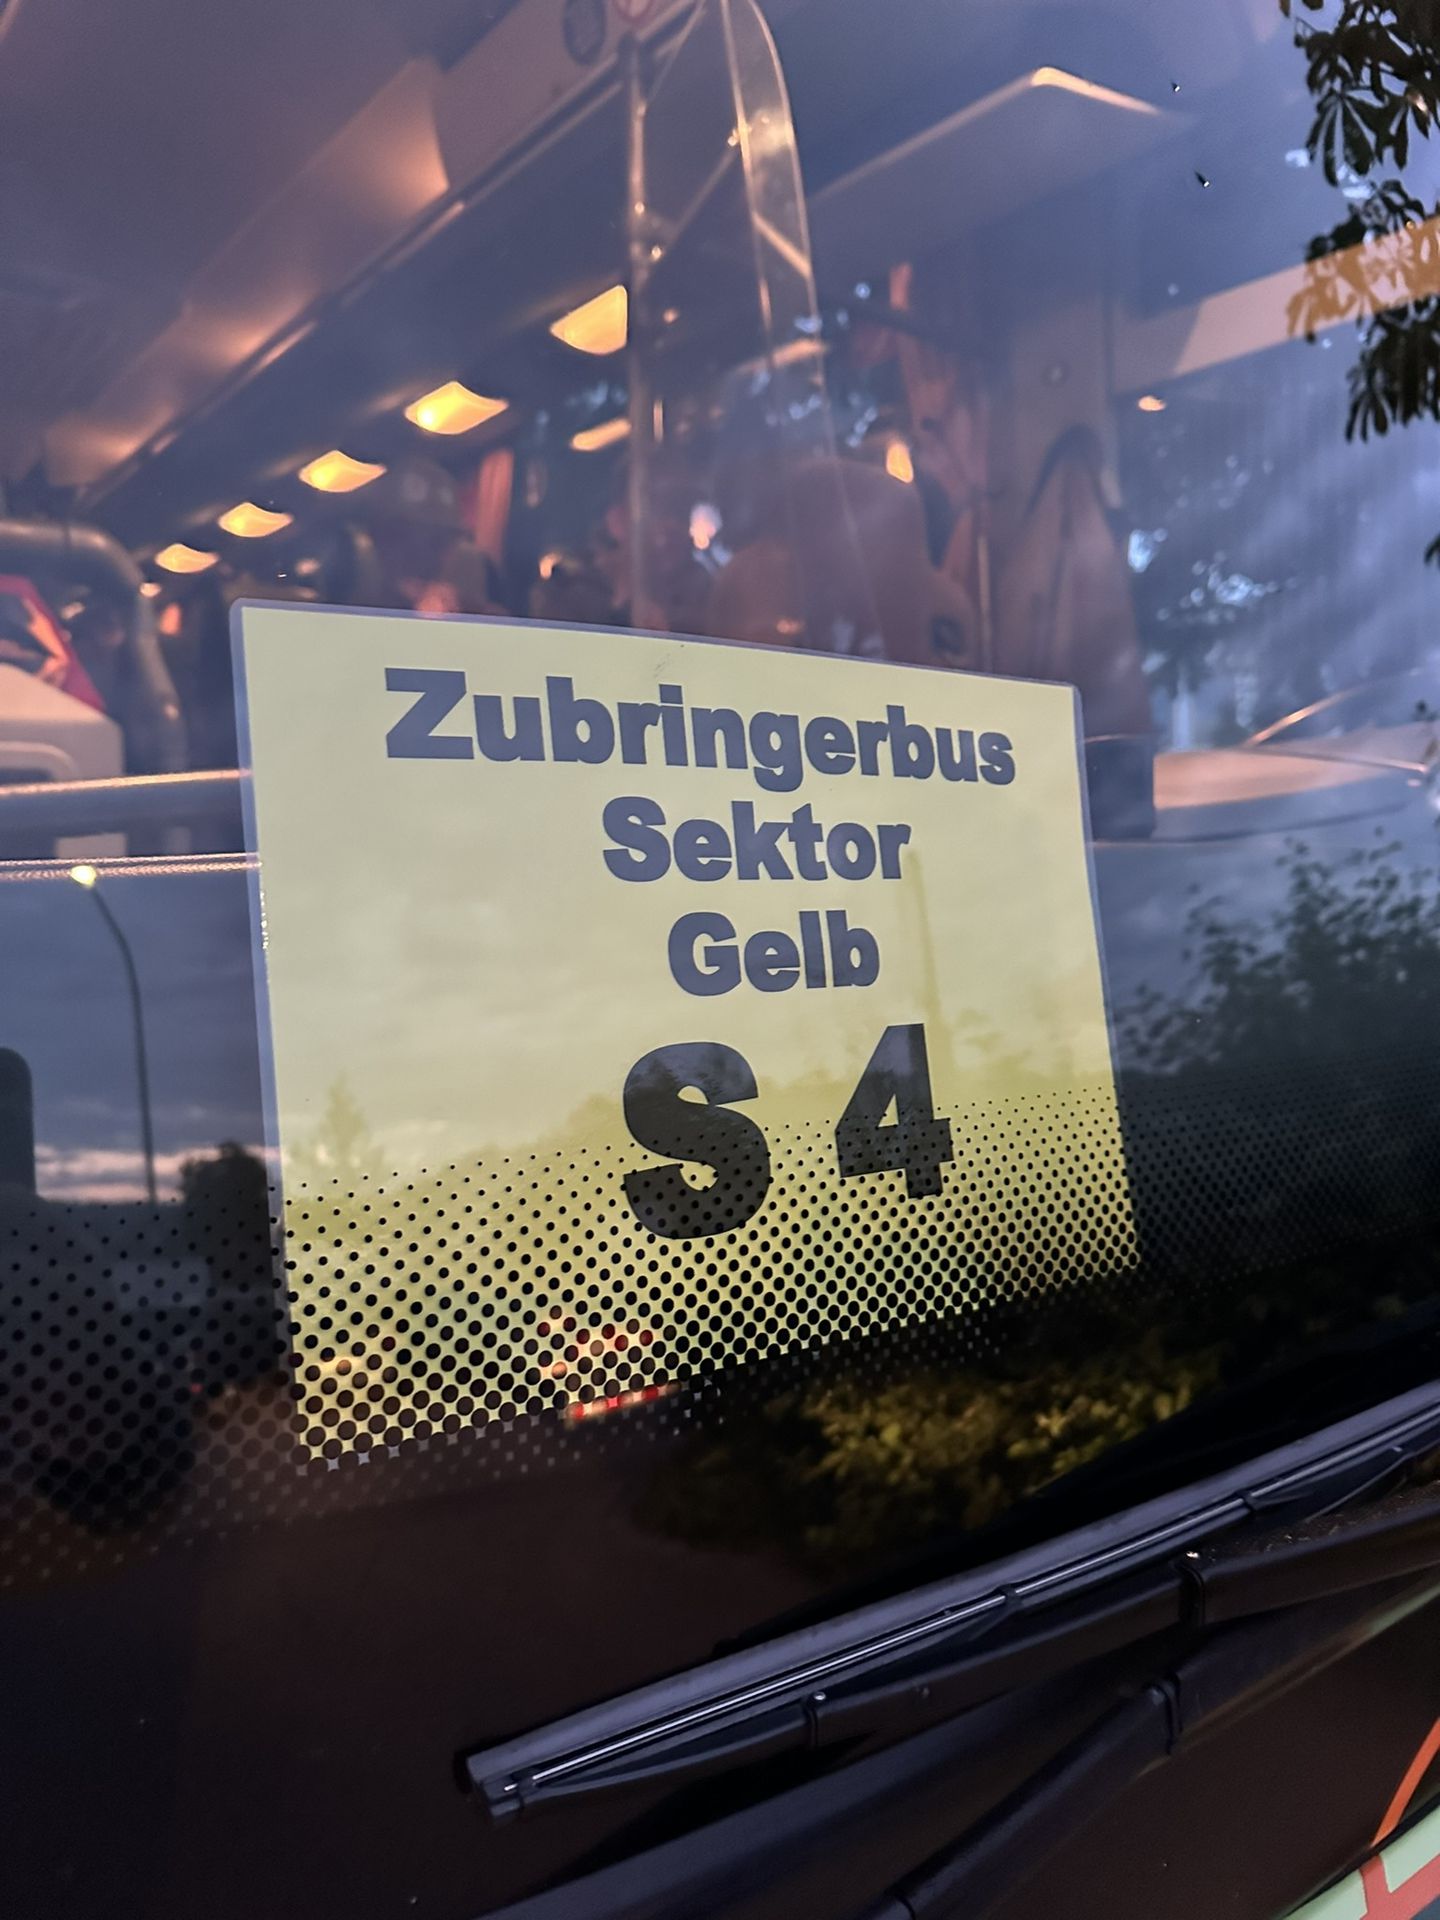 Zubringerbus
Sektor
Gelb
S 4